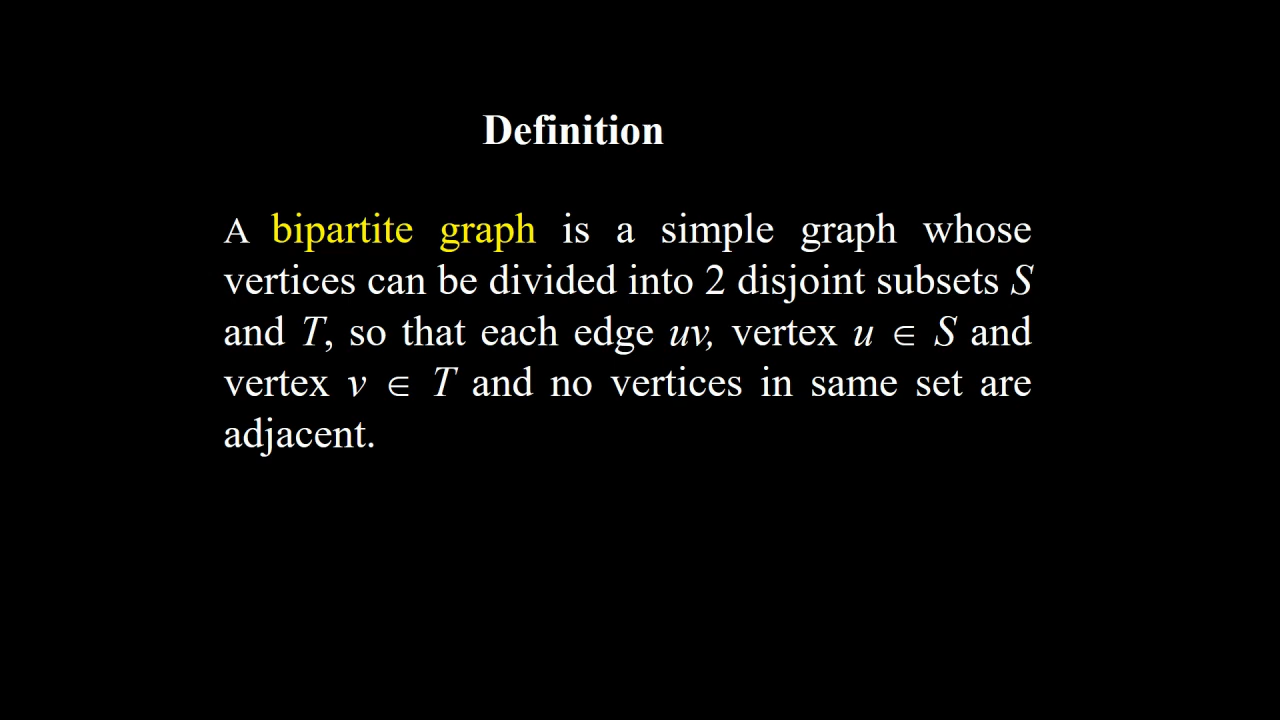 Definition
A bipartite graph is a simple graph whose
vertices can be divided into 2 disjoint subsets S
and T, so that each edge uv, vertex u ∈ S and
vertex v ∈ T and no vertices in same set are
adjacent.